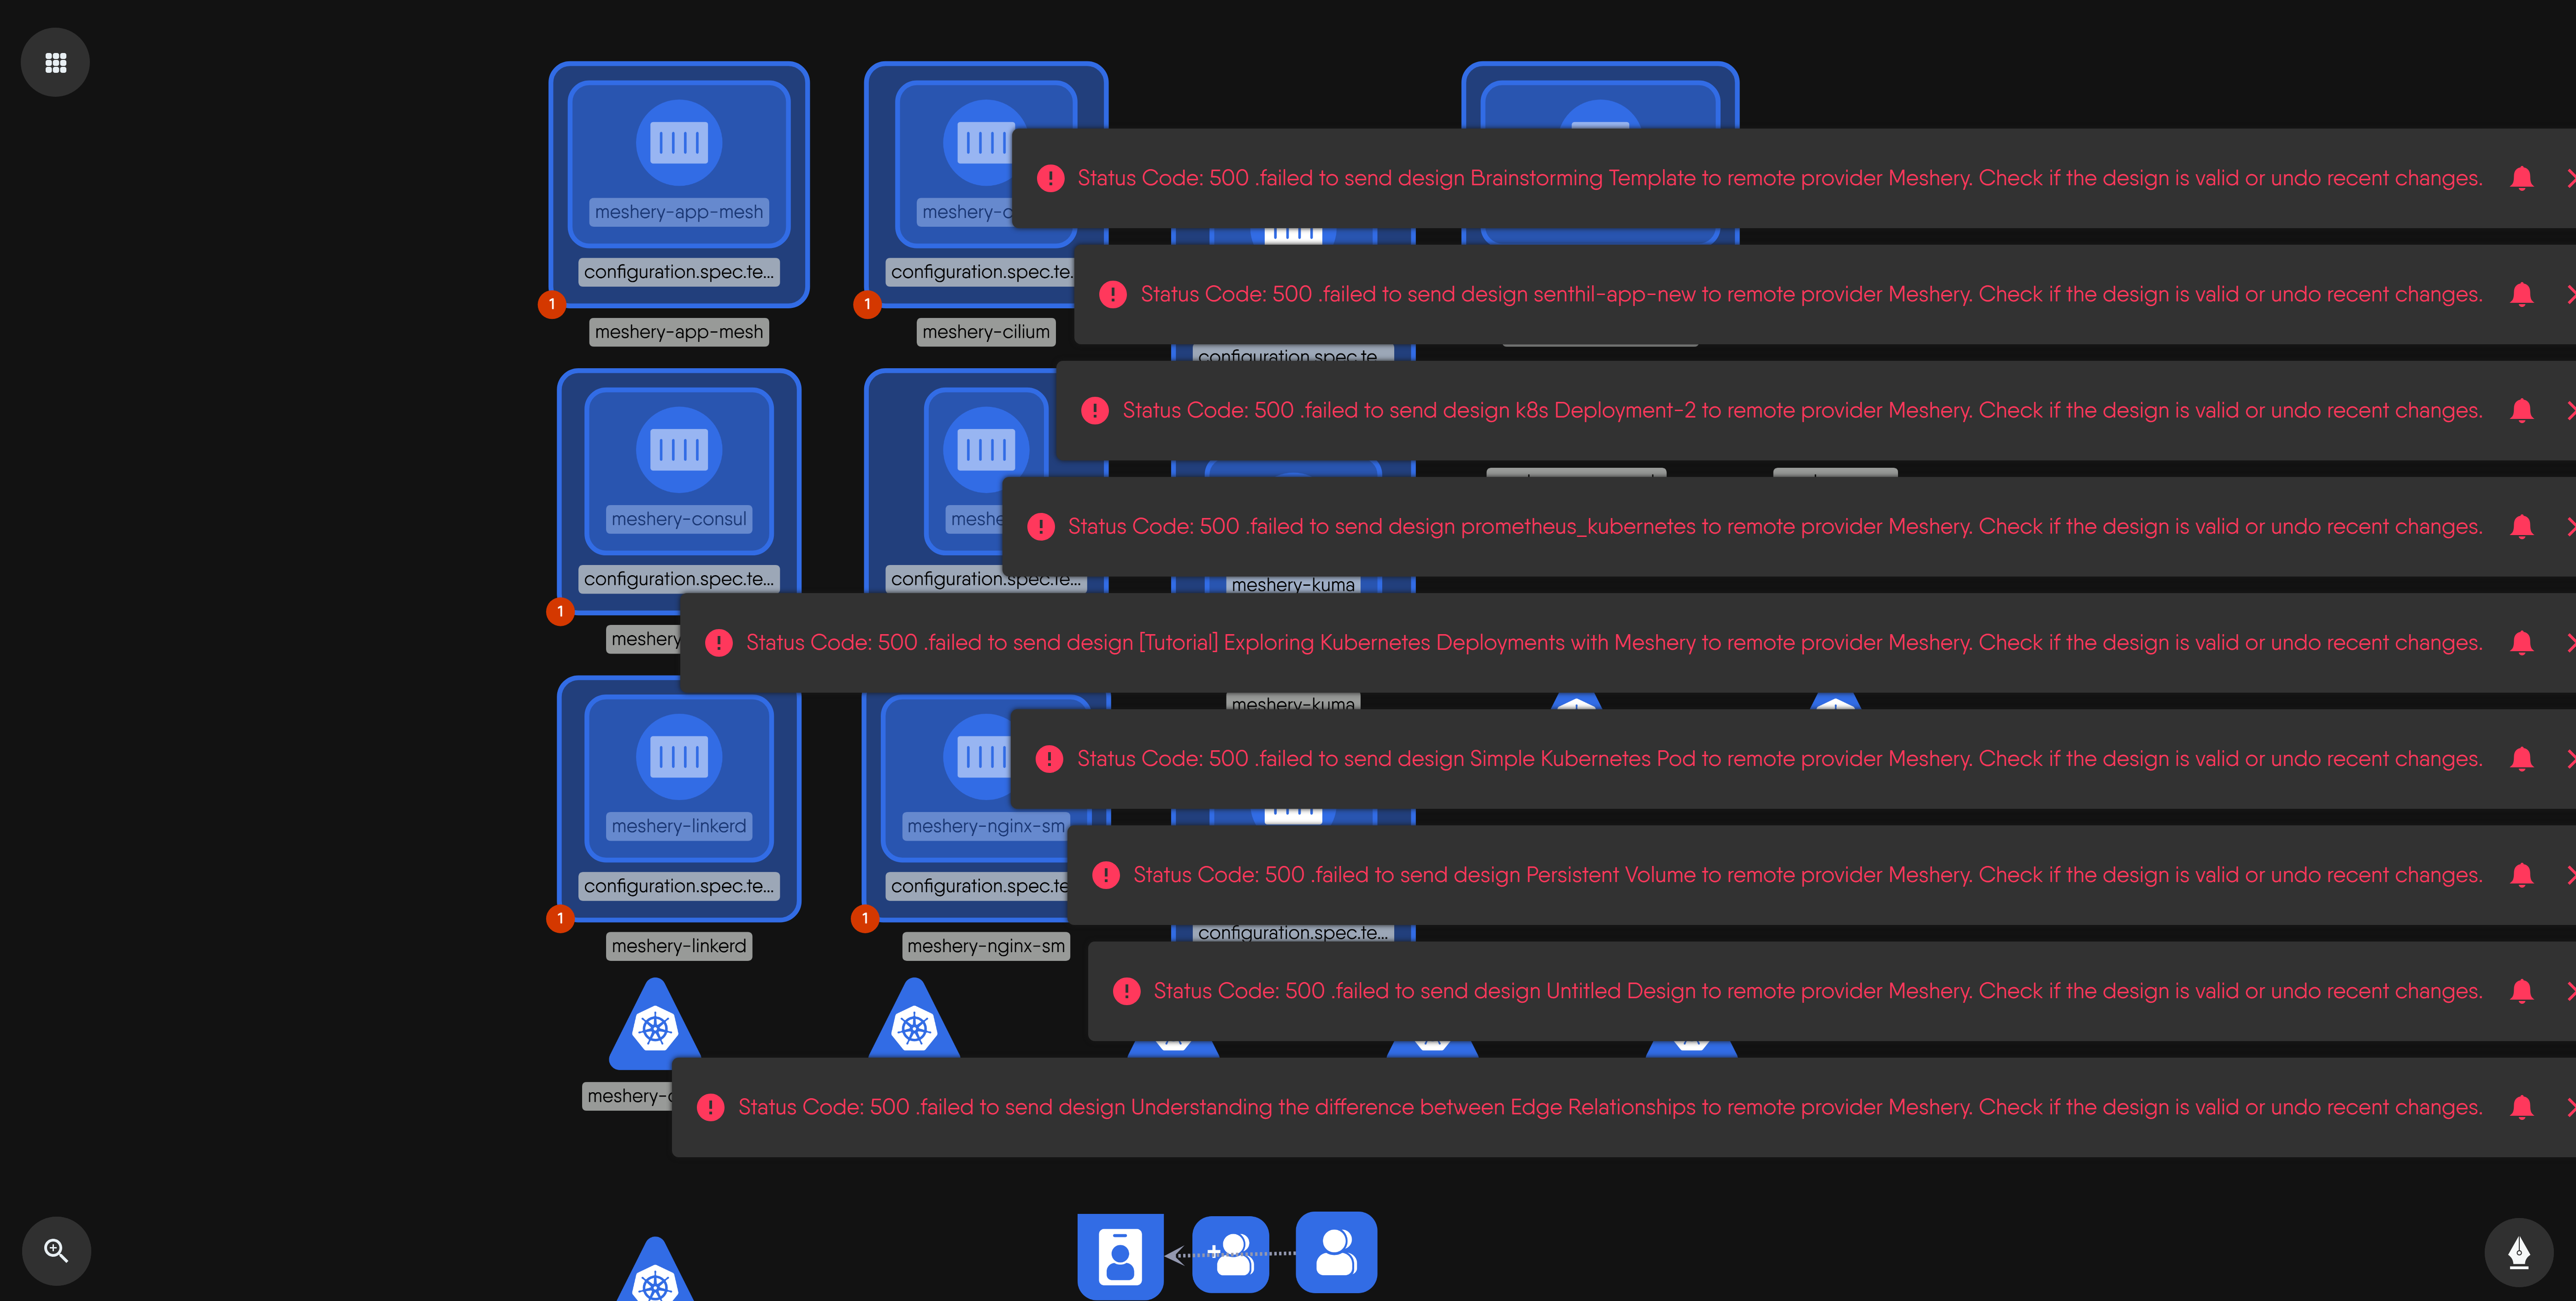 meshery-app-mesh
configuration.spec.te...
1
meshery-app-mesh
configuration.spec.te.
1
meshery-cilium
Status Code: 500 .failed to send design Brainstorming Template to remote provider Meshery. Check if the design is valid or undo recent changes.
Status Code: 500 .failed to send design senthil-app-new to remote provider Meshery. Check if the design is valid or undo recent changes.
configuration.spec.te...
Status Code: 500 .failed to send design k8s Deployment-2 to remote provider Meshery. Check if the design is valid or undo recent changes.
meshery-consul
configuration.spec.te...
1
meshery
configuration.spec.te...
Status Code: 500 .failed to send design prometheus_kubernetes to remote provider Meshery. Check if the design is valid or undo recent changes.
meshery-kuma
Status Code: 500 .failed to send design [Tutorial] Exploring Kubernetes Deployments with Meshery to remote provider Meshery. Check if the design is valid or undo recent changes.
meshery-kuma
Status Code: 500 .failed to send design Simple Kubernetes Pod to remote provider Meshery. Check if the design is valid or undo recent changes.
meshery-linkerd
configuration.spec.te...
1
meshery-linkerd
meshery-nginx-sm
configuration.spec.te
1
meshery-nginx-sm
Status Code: 500 .failed to send design Persistent Volume to remote provider Meshery. Check if the design is valid or undo recent changes.
configuration.spec.te...
Status Code: 500 .failed to send design Untitled Design to remote provider Meshery. Check if the design is valid or undo recent changes.
Status Code: 500 .failed to send design Understanding the difference between Edge Relationships to remote provider Meshery. Check if the design is valid or undo recent changes.